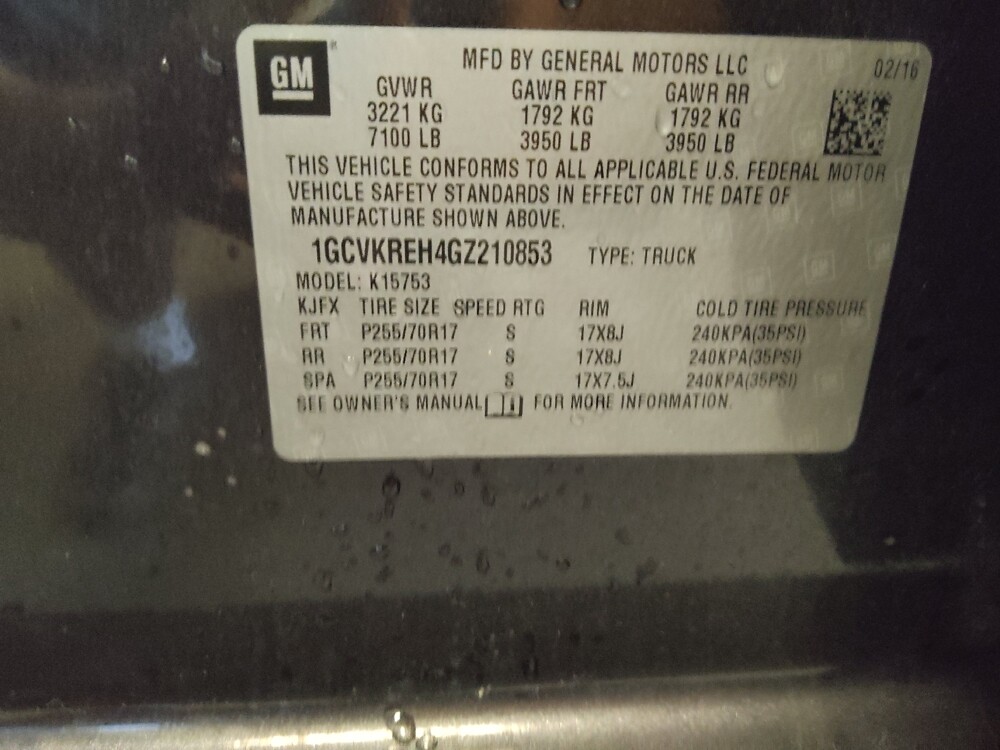 GM
MFD BY GENERAL MOTORS LLC
02/16
GVWR GAWR FRT GAWR RR
3221 KG 1792 KG 1792 KG
7100 LB 3950 LB 3950 LB
THIS VEHICLE CONFORMS TO ALL APPLICABLE U.S. FEDERAL MOTOR
VEHICLE SAFETY STANDARDS IN EFFECT ON THE DATE OF
MANUFACTURE SHOWN ABOVE.
1GCVKREH4GZ210853 TYPE: TRUCK
MODEL: K15753
KJFX TIRE SIZE SPEED RTG RIM COLD TIRE PRESSURE
FRT P255/70R17 S 17X8J 240KPA(35PSI)
RR P255/70R17 S 17X8J 240KPA(35PSI)
SPA P255/70R17 S 17X7.5J 240KPA(35PSI)
SEE OWNER'S MANUAL FOR MORE INFORMATION.